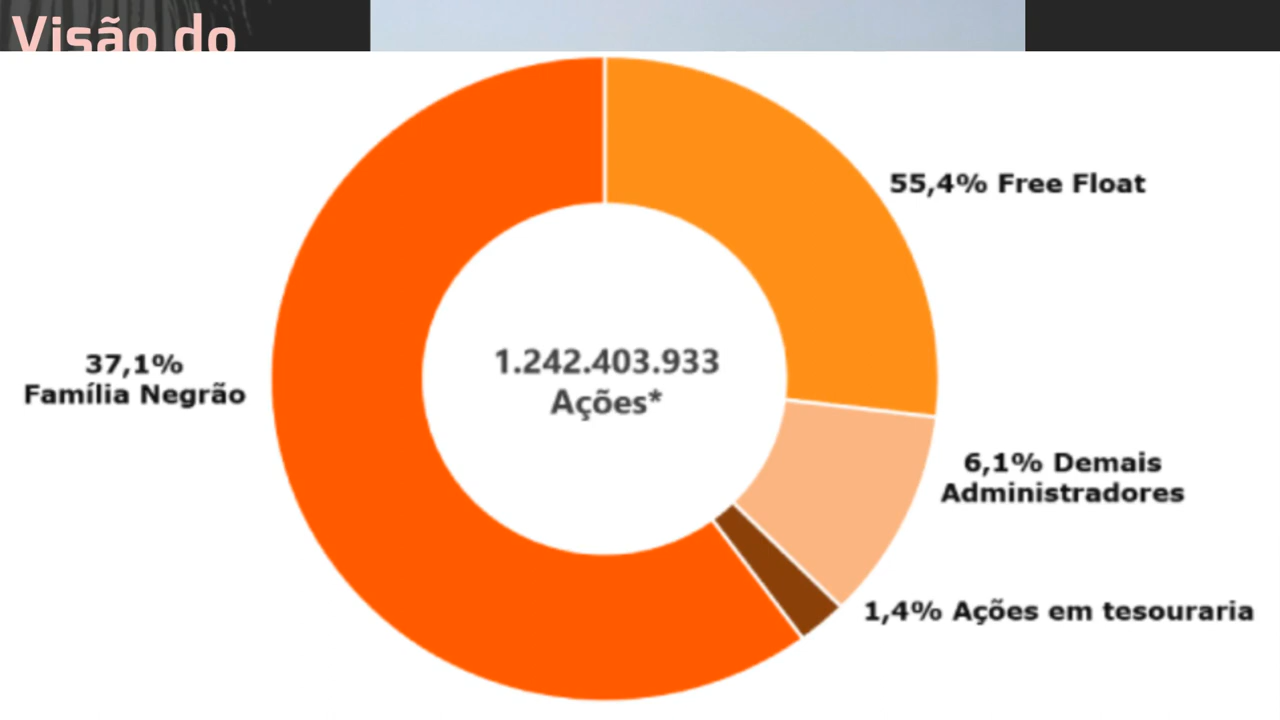 Visão do
55,4% Free Float
37,1%
Família Negrão
1.242.403.933
Ações*
6,1% Demais
Administradores
1,4% Ações em tesouraria